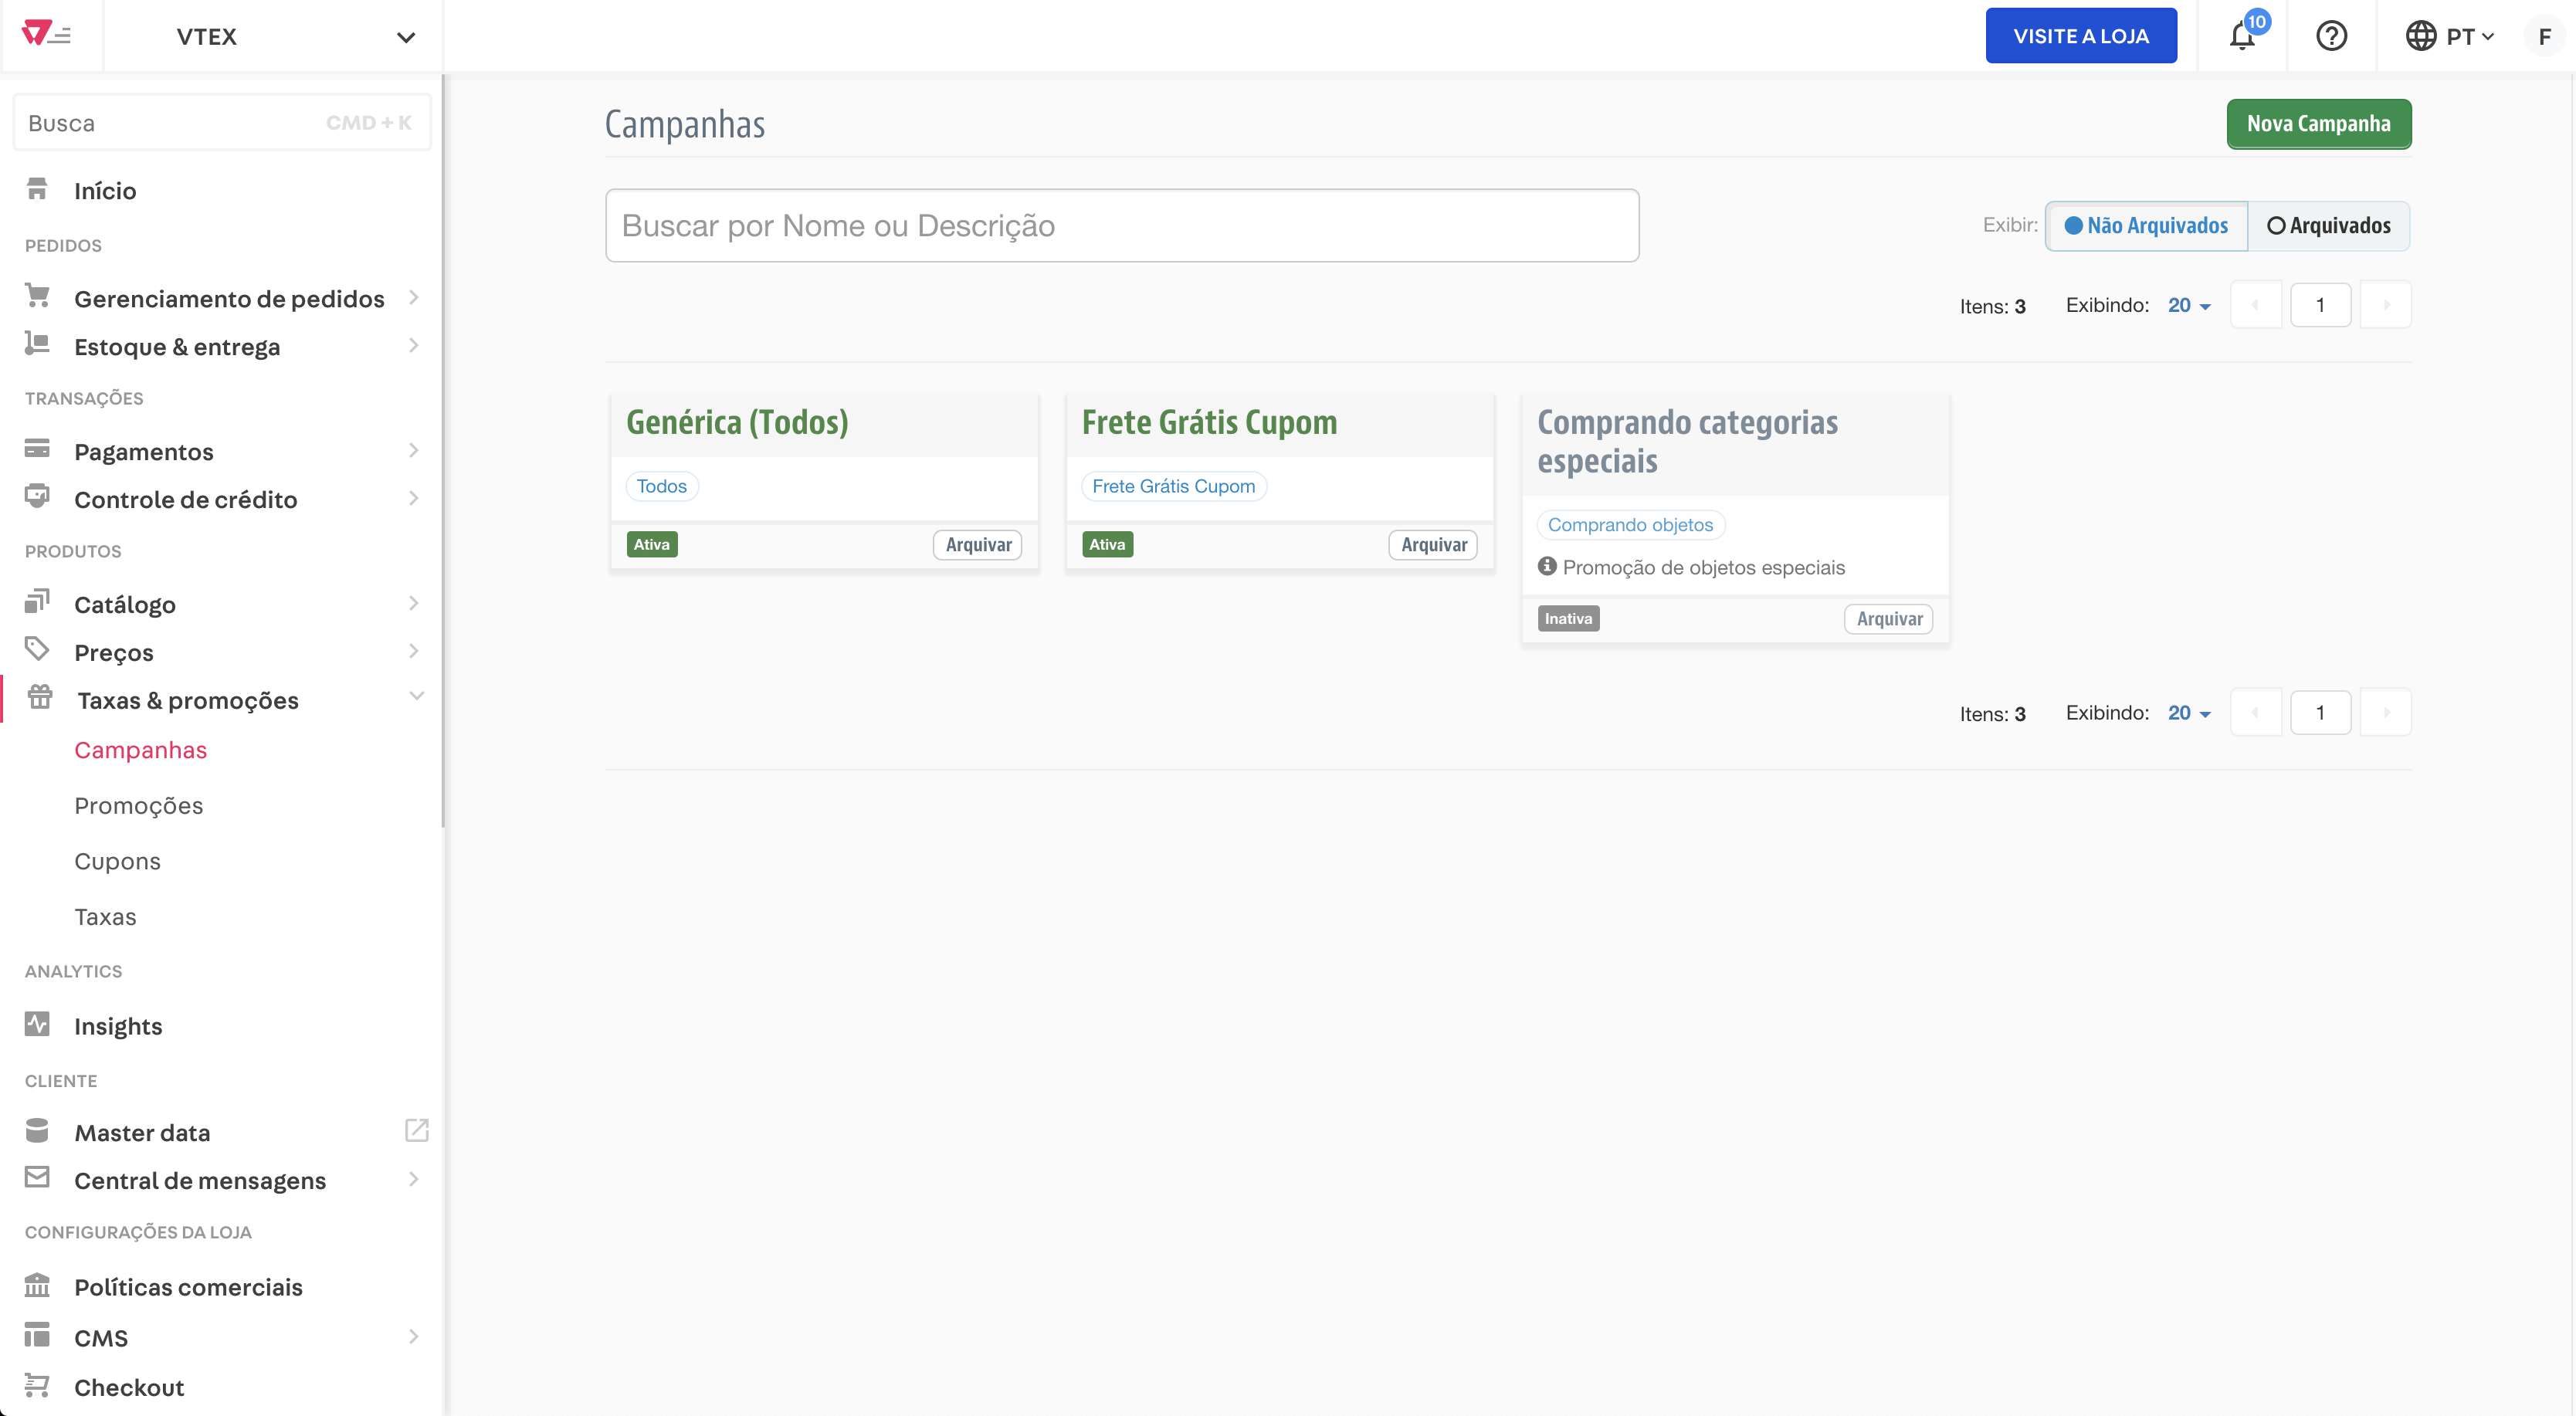 VTEX
VISITE A LOJA
10
PT
F
Busca
CMD + K
Início
PEDIDOS
Gerenciamento de pedidos
Estoque & entrega
TRANSAÇÕES
Pagamentos
Controle de crédito
PRODUTOS
Catálogo
Preços
Taxas & promoções
Campanhas
Promoções
Cupons
Taxas
ANALYTICS
Insights
CLIENTE
Master data
Central de mensagens
CONFIGURAÇÕES DA LOJA
Políticas comerciais
CMS
Checkout
Campanhas
Nova Campanha
Buscar por Nome ou Descrição
Exibir:
Não Arquivados
Arquivados
Itens: 3
Exibindo: 20
1
Genérica (Todos)
Todos
Ativa
Arquivar
Frete Grátis Cupom
Frete Grátis Cupom
Ativa
Arquivar
Comprando categorias
especiais
Comprando objetos
Promoção de objetos especiais
Inativa
Arquivar
Itens: 3
Exibindo: 20
1